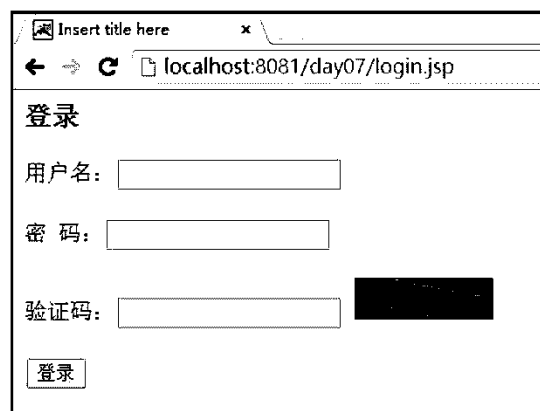 Insert title here
localhost:8081/day07/login.jsp
登录
用户名：
密 码：
验证码：
登录